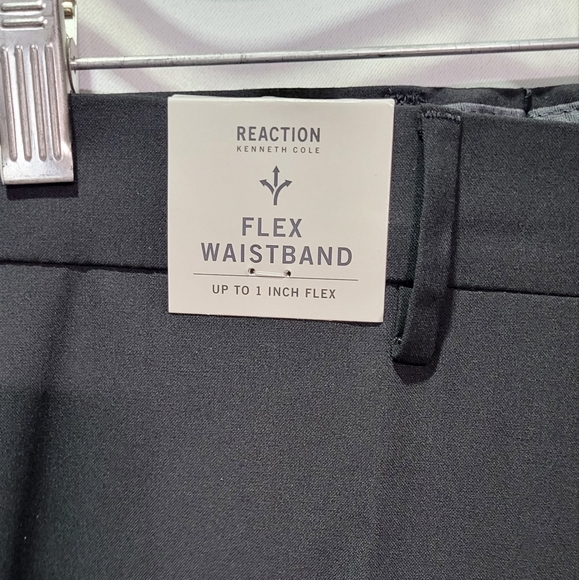 REACTION
KENNETH COLE
FLEX
WAISTBAND
UP TO 1 INCH FLEX